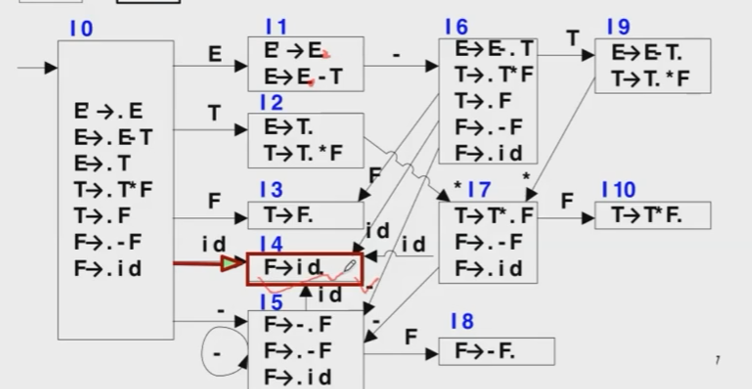 I0
E' →. E
E→. E-T
E→. T
T→. T*F
T→. F
F→. -F
F→. id
E
T
F
id
-
I1
E' →E.
E→E. -T
-
I2
E→T.
T→T. *F
I3
T→F.
I4
F→id.
id
I5
F→-. F
F→. -F
F→. id
-
I6
E→E-. T
T→. T*F
T→. F
F→. -F
F→. id
T
F
id
-
I9
E→E-T.
T→T. *F
*
* I7
T→T*. F
F→. -F
F→. id
id
-
F
I10
T→T*F.
F
I8
F→-F.
7